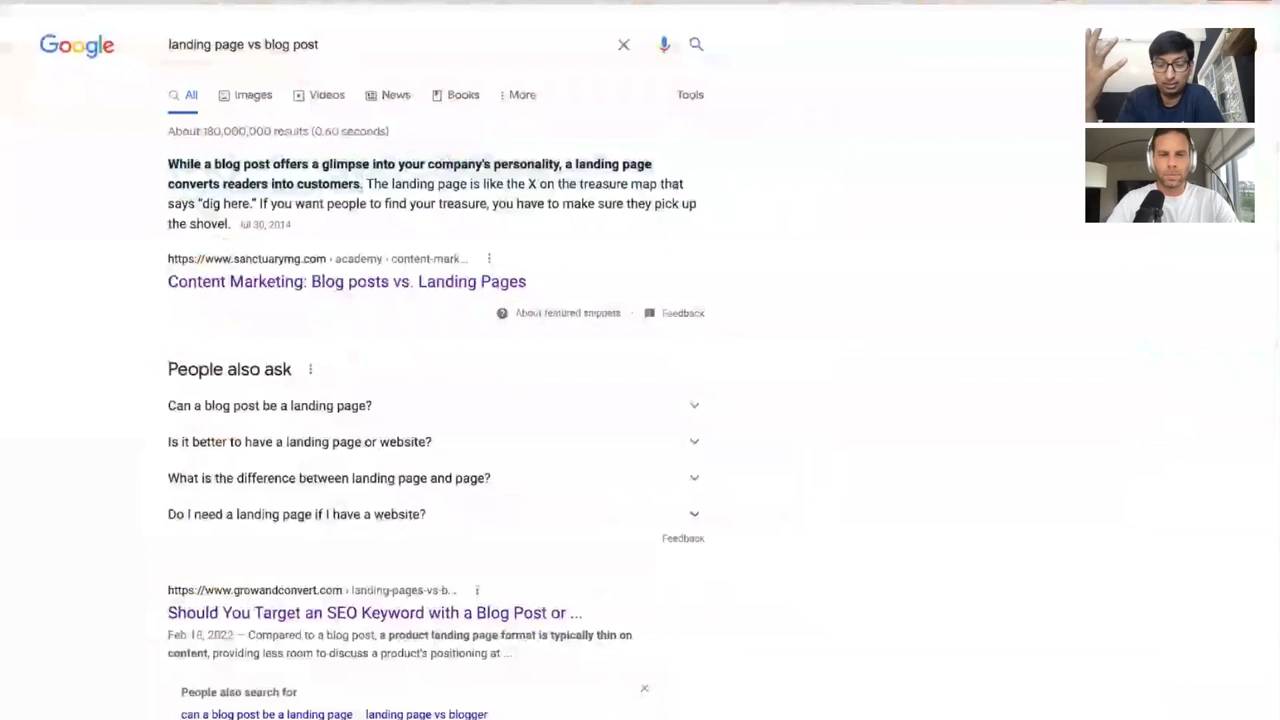 Google
landing page vs blog post
All Images Videos News Books More Tools
About 180,000,000 results (0.60 seconds)
While a blog post offers a glimpse into your company's personality, a landing page
converts readers into customers. The landing page is like the X on the treasure map that
says “dig here.” If you want people to find your treasure, you have to make sure they pick up
the shovel. Jul 30, 2014
https://www.sanctuarymg.com › academy › content-mark...
Content Marketing: Blog posts vs. Landing Pages
About featured snippets · Feedback
People also ask
Can a blog post be a landing page?
Is it better to have a landing page or website?
What is the difference between landing page and page?
Do I need a landing page if I have a website?
Feedback
https://www.growandconvert.com › landing-pages-vs-b...
Should You Target an SEO Keyword with a Blog Post or ...
Feb 18, 2022 — Compared to a blog post, a product landing page format is typically thin on
content, providing less room to discuss a product's positioning at ...
People also search for
can a blog post be a landing page landing page vs blogger